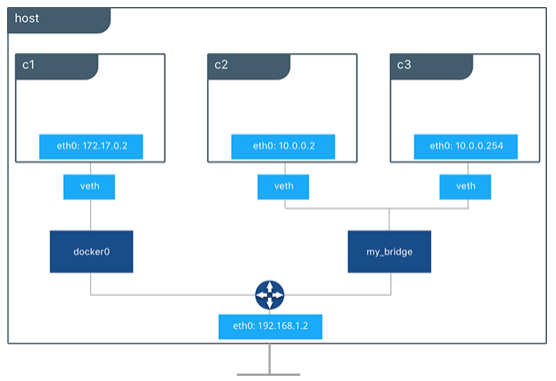 host
c1
c2
c3
eth0: 172.17.0.2
eth0: 10.0.0.2
eth0: 10.0.0.254
veth
veth
veth
docker0
my_bridge
eth0: 192.168.1.2